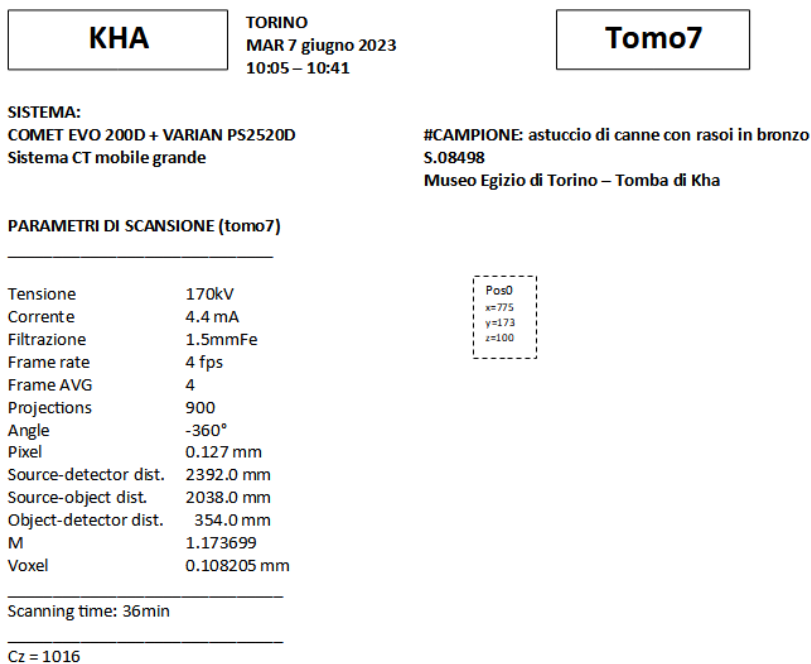 KHA
TORINO
MAR 7 giugno 2023
10:05 – 10:41
Tomo7
SISTEMA:
COMET EVO 200D + VARIAN PS2520D
Sistema CT mobile grande
#CAMPIONE: astuccio di canne con rasoi in bronzo
S.08498
Museo Egizio di Torino – Tomba di Kha
PARAMETRI DI SCANSIONE (tomo7)
Tensione 170kV
Corrente 4.4 mA
Filtrazione 1.5mmFe
Frame rate 4 fps
Frame AVG 4
Projections 900
Angle -360°
Pixel 0.127 mm
Source-detector dist. 2392.0 mm
Source-object dist. 2038.0 mm
Object-detector dist. 354.0 mm
M 1.173699
Voxel 0.108205 mm
Pos0
x=775
y=173
z=100
Scanning time: 36min
Cz = 1016